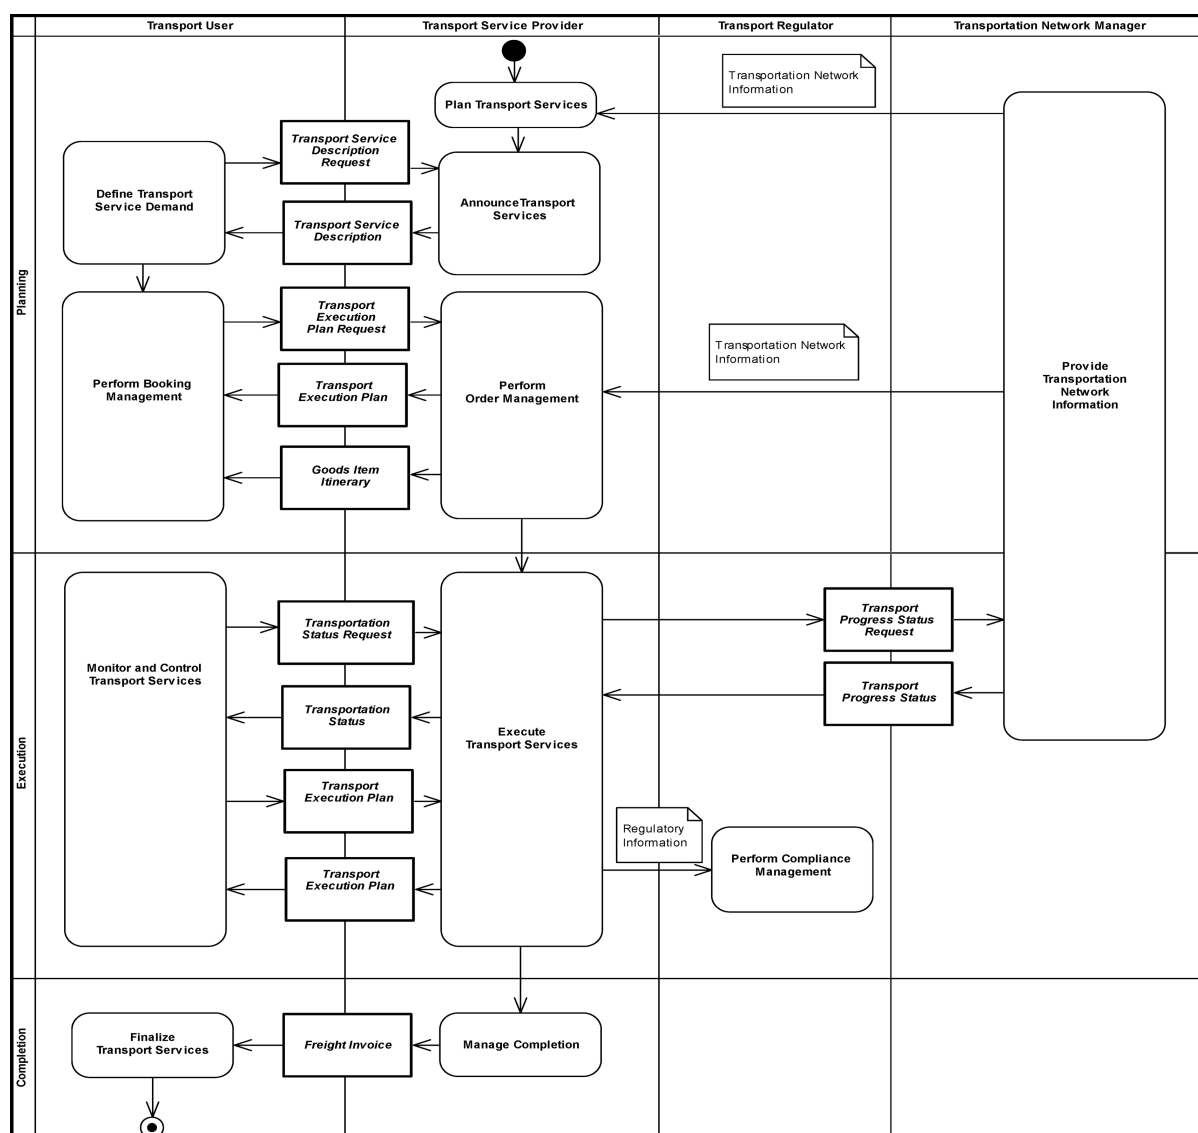 Transport User
Transport Service Provider
Transport Regulator
Transportation Network Manager
Planning
Transportation Network
Information
Plan Transport Services
Transport Service
Description
Request
Define Transport
Service Demand
AnnounceTransport
Services
Transport Service
Description
Transport
Execution
Plan Request
Transportation Network
Information
Provide
Transportation
Network
Information
Perform Booking
Management
Transport
Execution Plan
Perform
Order Management
Goods Item
Itinerary
Execution
Transportation
Status Request
Transport
Progress Status
Request
Monitor and Control
Transport Services
Transport
Progress Status
Transportation
Status
Execute
Transport Services
Transport
Execution Plan
Regulatory
Information
Perform Compliance
Management
Transport
Execution Plan
Completion
Finalize
Transport Services
Freight Invoice
Manage Completion